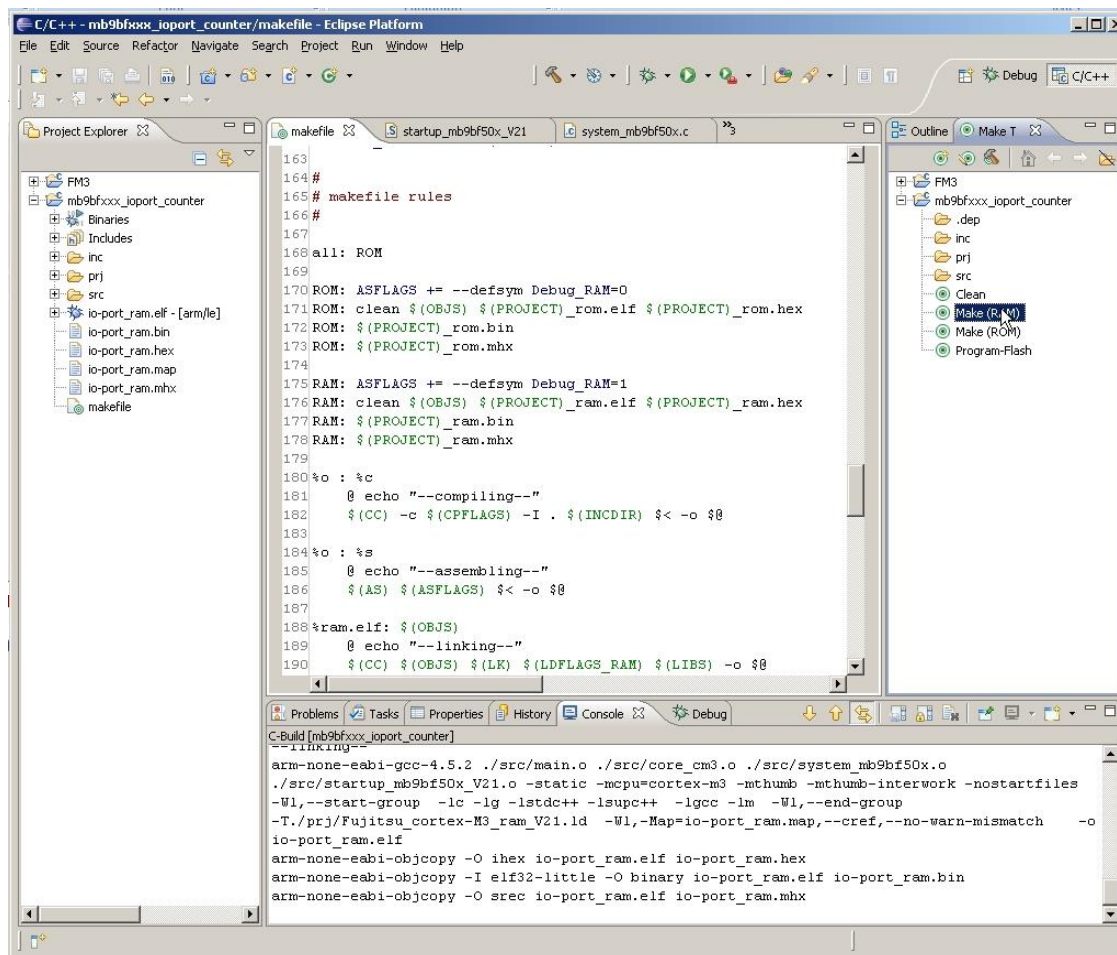 C/C++ - mb9bfxxx_ioport_counter/makefile - Eclipse Platform
File Edit Source Refactor Navigate Search Project Run Window Help
Debug C/C++
Project Explorer
FM3
mb9bfxxx_ioport_counter
Binaries
Includes
inc
prj
src
io-port_ram.elf - [arm/le]
io-port_ram.bin
io-port_ram.hex
io-port_ram.map
io-port_ram.mhx
makefile
makefile startup_mb9bf50x_V21 system_mb9bf50x.c »3
163
164 #
165 # makefile rules
166 #
167
168 all: ROM
169
170 ROM: ASFLAGS += --defsym Debug_RAM=0
171 ROM: clean $(OBJS) $(PROJECT)_rom.elf $(PROJECT)_rom.hex
172 ROM: $(PROJECT)_rom.bin
173 ROM: $(PROJECT)_rom.mhx
174
175 RAM: ASFLAGS += --defsym Debug_RAM=1
176 RAM: clean $(OBJS) $(PROJECT)_ram.elf $(PROJECT)_ram.hex
177 RAM: $(PROJECT)_ram.bin
178 RAM: $(PROJECT)_ram.mhx
179
180 %o : %c
181 @ echo "--compiling--"
182 $(CC) -c $(CPFLAGS) -I . $(INCDIR) $< -o $@
183
184 %o : %s
185 @ echo "--assembling--"
186 $(AS) $(ASFLAGS) $< -o $@
187
188 %ram.elf: $(OBJS)
189 @ echo "--linking--"
190 $(CC) $(OBJS) $(LK) $(LDFLAGS_RAM) $(LIBS) -o $@
Outline Make T
FM3
mb9bfxxx_ioport_counter
.dep
inc
prj
src
Clean
Make (RAM)
Make (ROM)
Program-Flash
Problems Tasks Properties History Console Debug
C-Build [mb9bfxxx_ioport_counter]
--linking--
arm-none-eabi-gcc-4.5.2 ./src/main.o ./src/core_cm3.o ./src/system_mb9bf50x.o
./src/startup_mb9bf50x_V21.o -static -mcpu=cortex-m3 -mthumb -mthumb-interwork -nostartfiles
-Wl,--start-group -lc -lg -lstdc++ -lsupc++ -lgcc -lm -Wl,--end-group
-T./prj/Fujitsu_cortex-M3_ram_V21.ld -Wl,-Map=io-port_ram.map,--cref,--no-warn-mismatch -o
io-port_ram.elf
arm-none-eabi-objcopy -O ihex io-port_ram.elf io-port_ram.hex
arm-none-eabi-objcopy -I elf32-little -O binary io-port_ram.elf io-port_ram.bin
arm-none-eabi-objcopy -O srec io-port_ram.elf io-port_ram.mhx